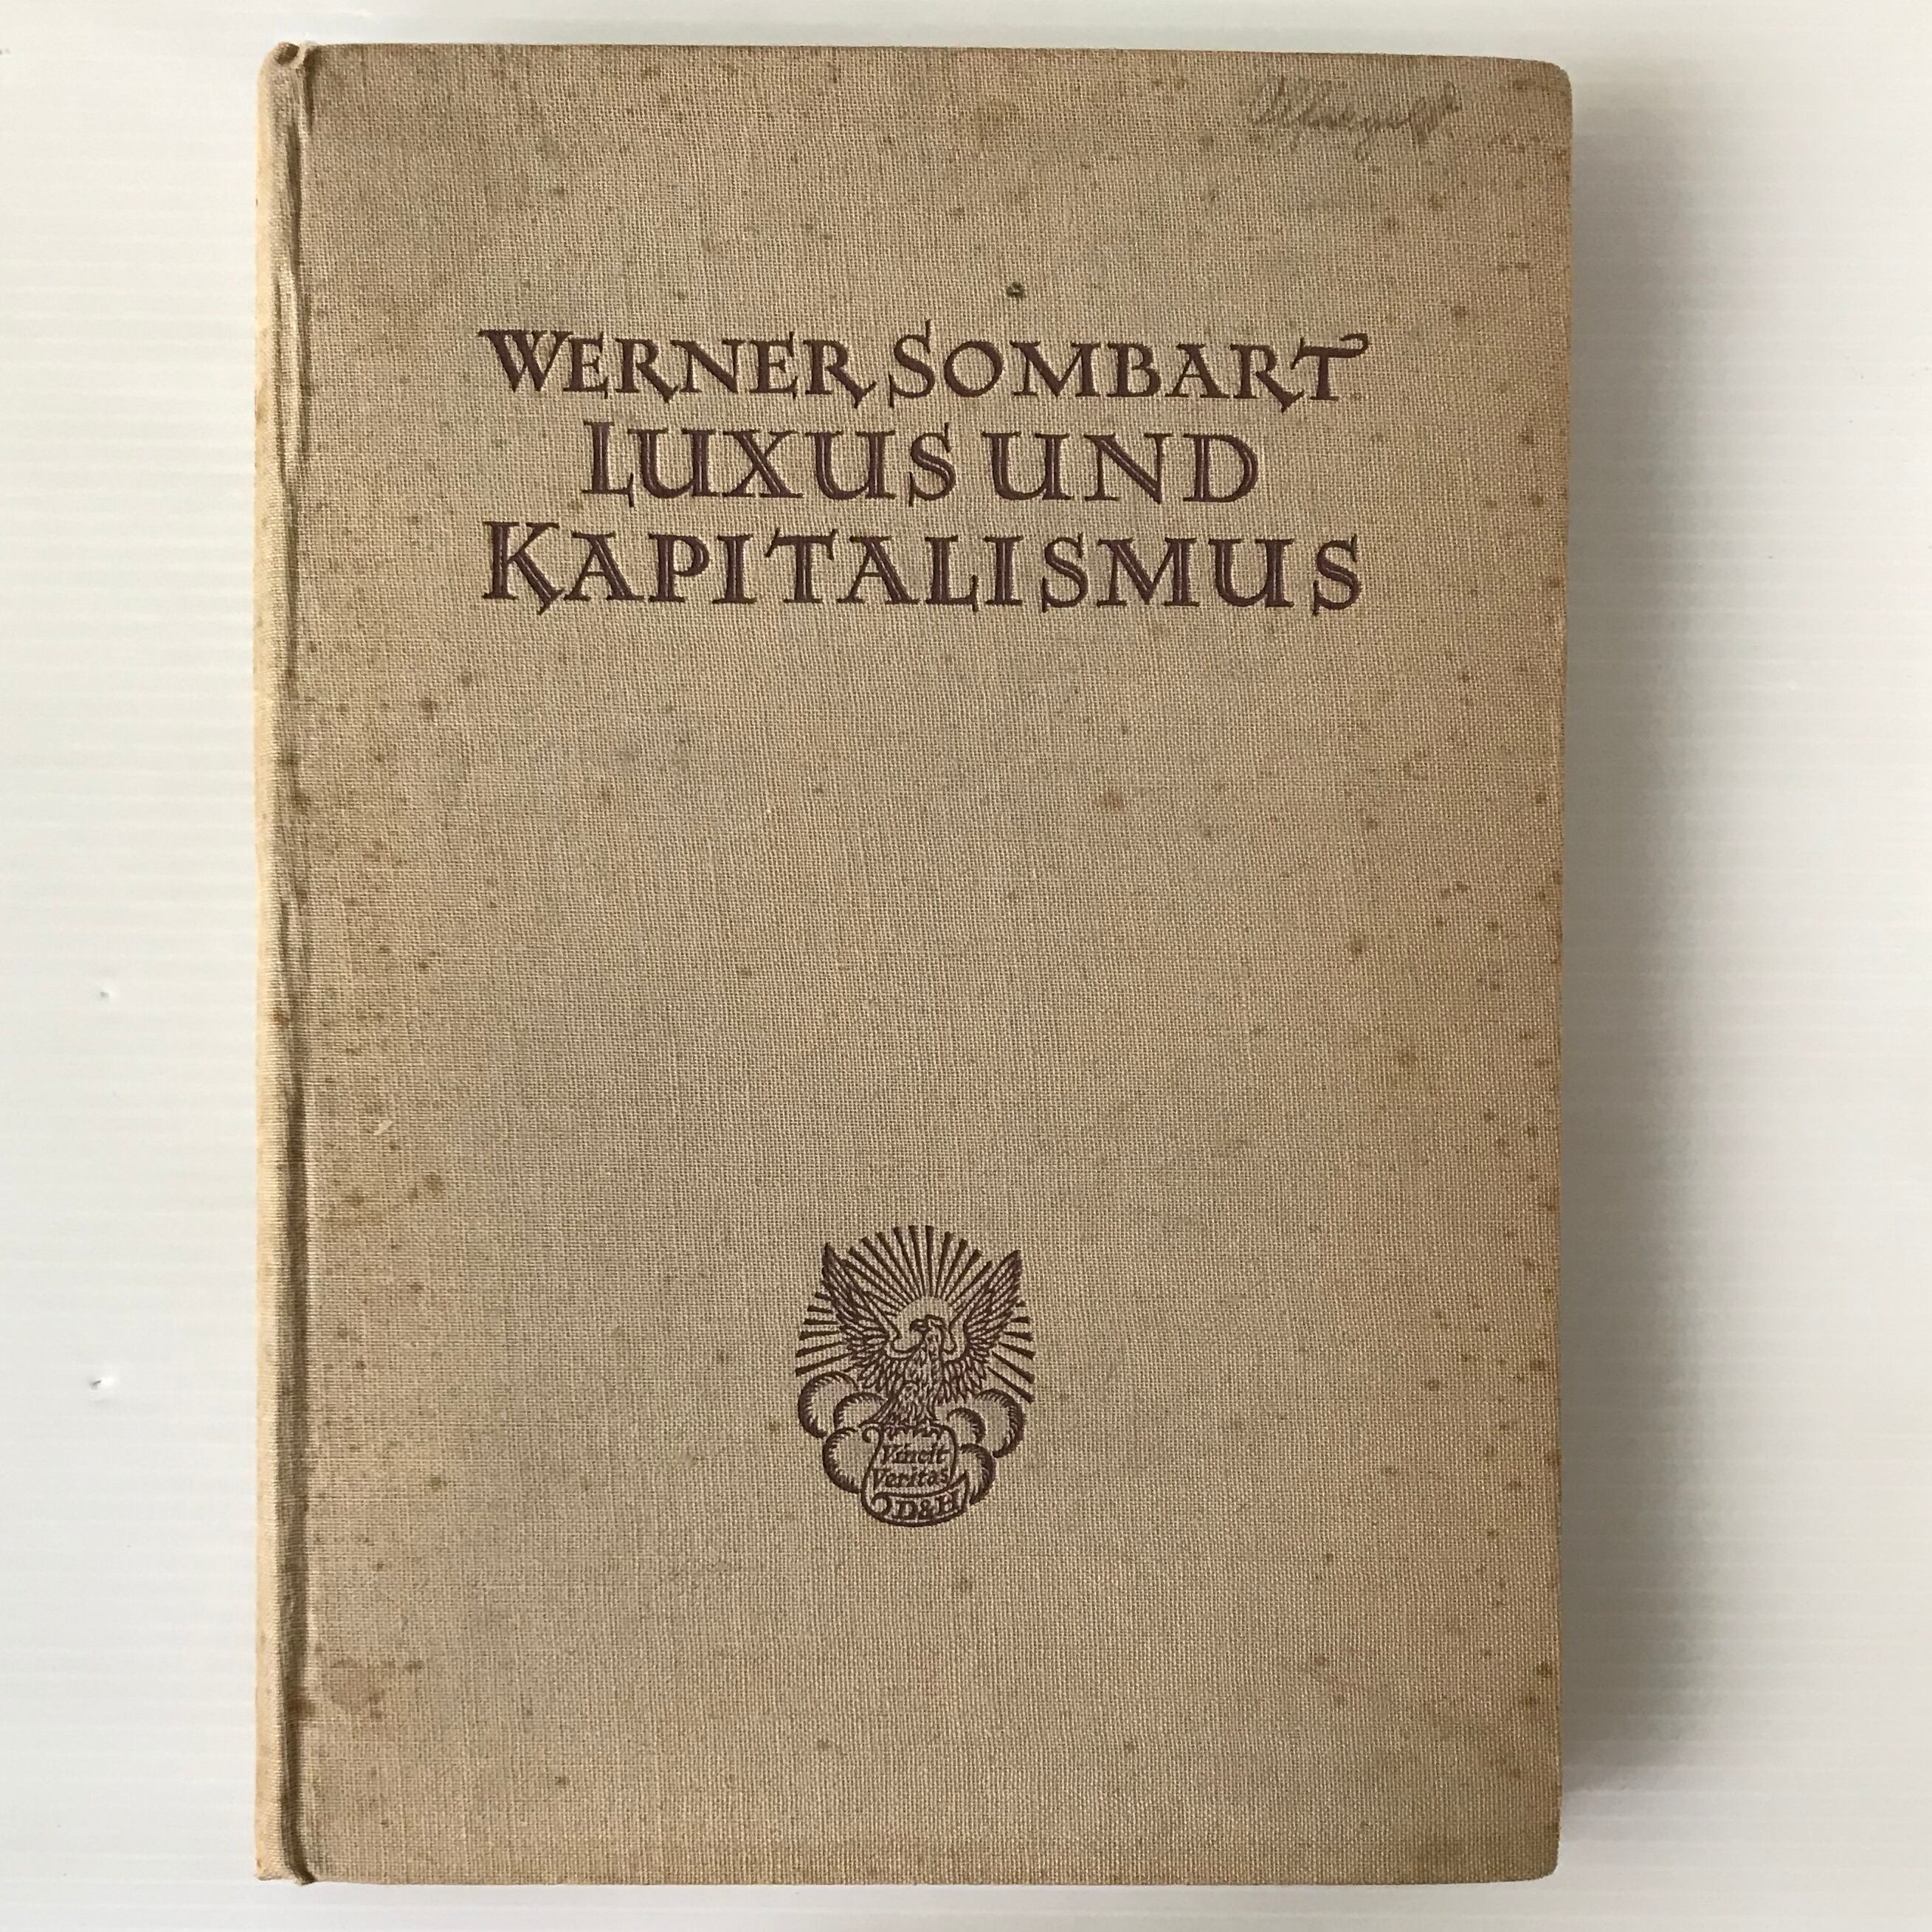 WERNER SOMBART
LUXUS UND
KAPITALISMUS
Vincit
Veritas
D&H